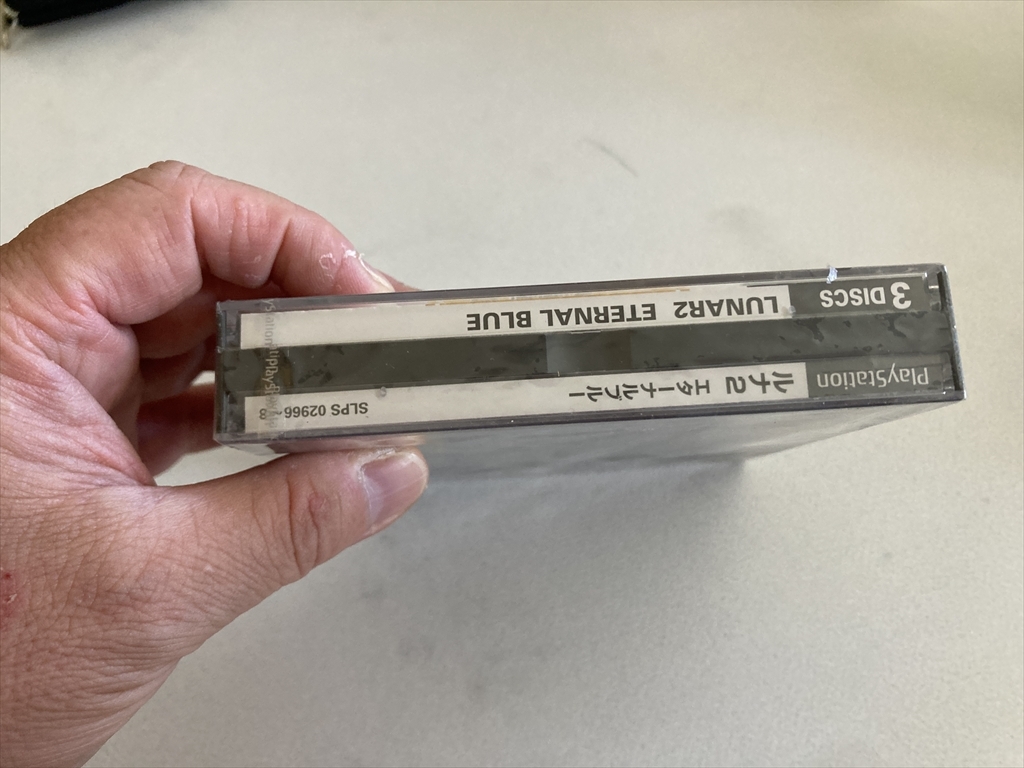 PlayStation ルナ2 エターナルブルー SLPS 02966~8
3 DISCS LUNAR2 ETERNAL BLUE